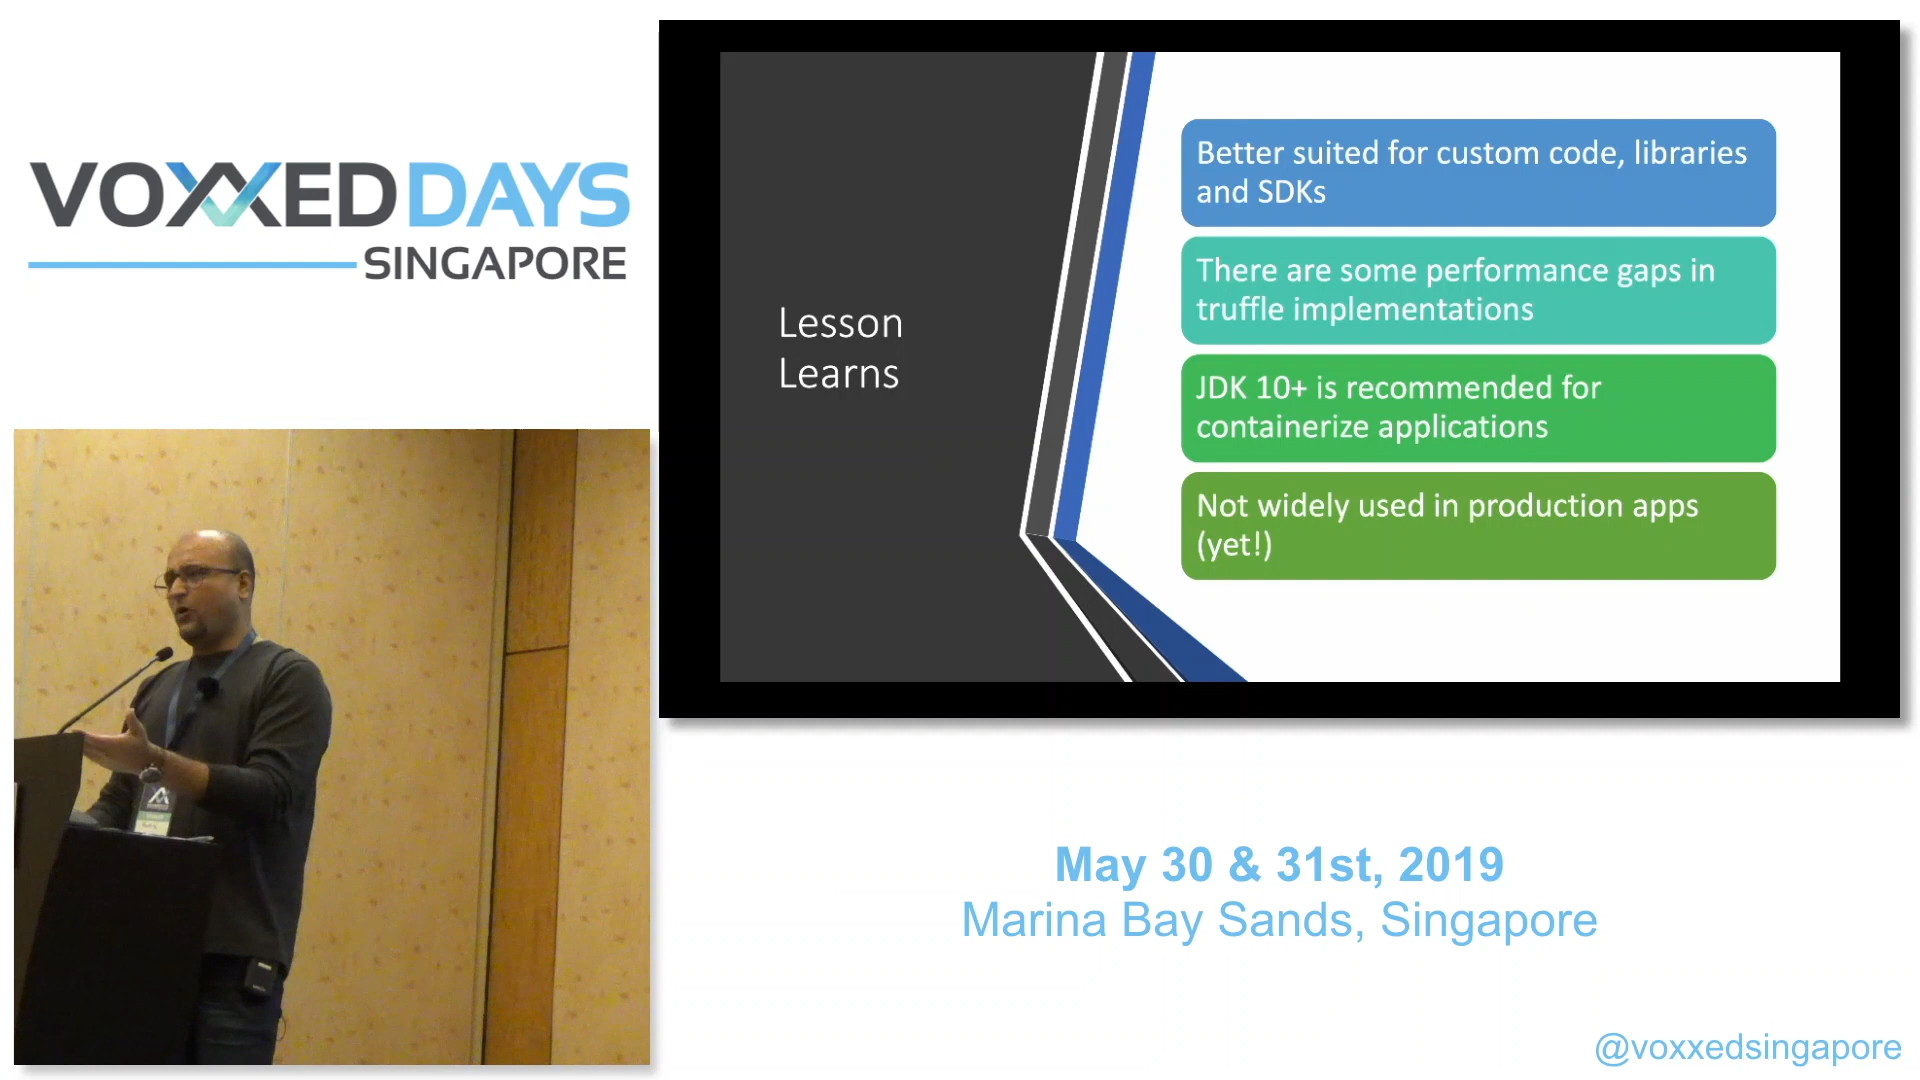 VOXXEDDAYS
SINGAPORE
Lesson
Learns
Better suited for custom code, libraries
and SDKs
There are some performance gaps in
truffle implementations
JDK 10+ is recommended for
containerize applications
Not widely used in production apps
(yet!)
May 30 & 31st, 2019
Marina Bay Sands, Singapore
@voxxedsingapore